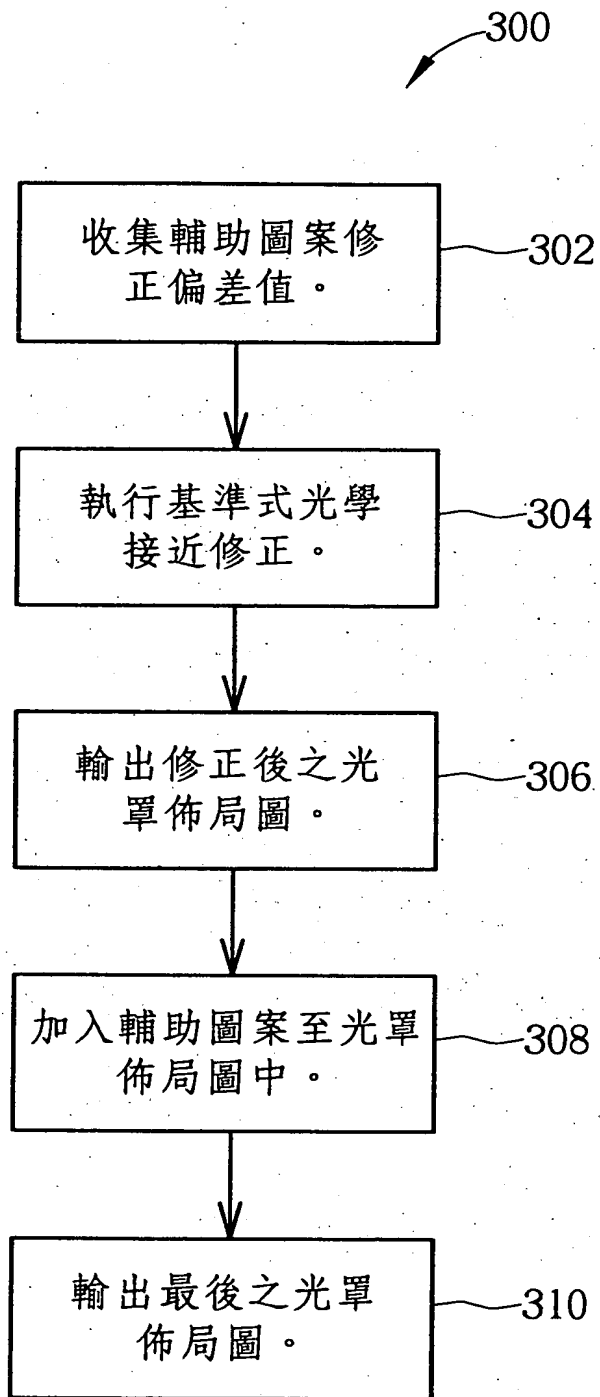 300
收集輔助圖案修
正偏差值。
302
執行基準式光學
接近修正。
304
輸出修正後之光
罩佈局圖。
306
加入輔助圖案至光罩
佈局圖中。
308
輸出最後之光罩
佈局圖。
310